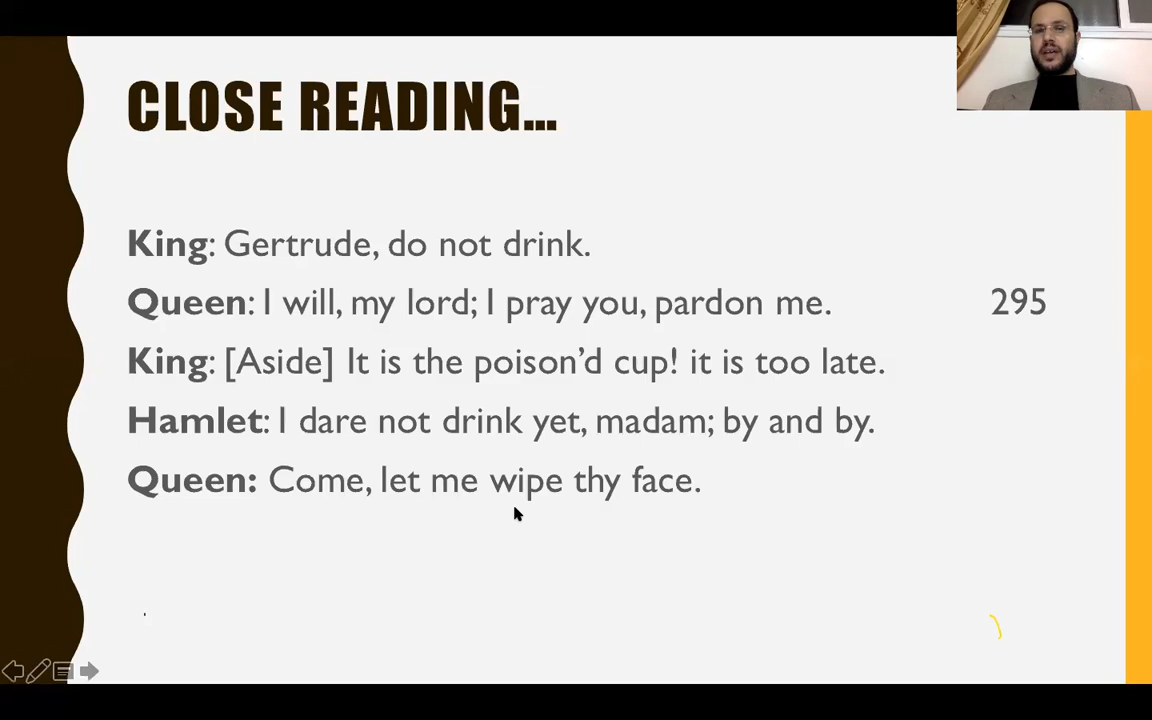 CLOSE READING...
King: Gertrude, do not drink.
Queen: I will, my lord; I pray you, pardon me. 295
King: [Aside] It is the poison’d cup! it is too late.
Hamlet: I dare not drink yet, madam; by and by.
Queen: Come, let me wipe thy face.